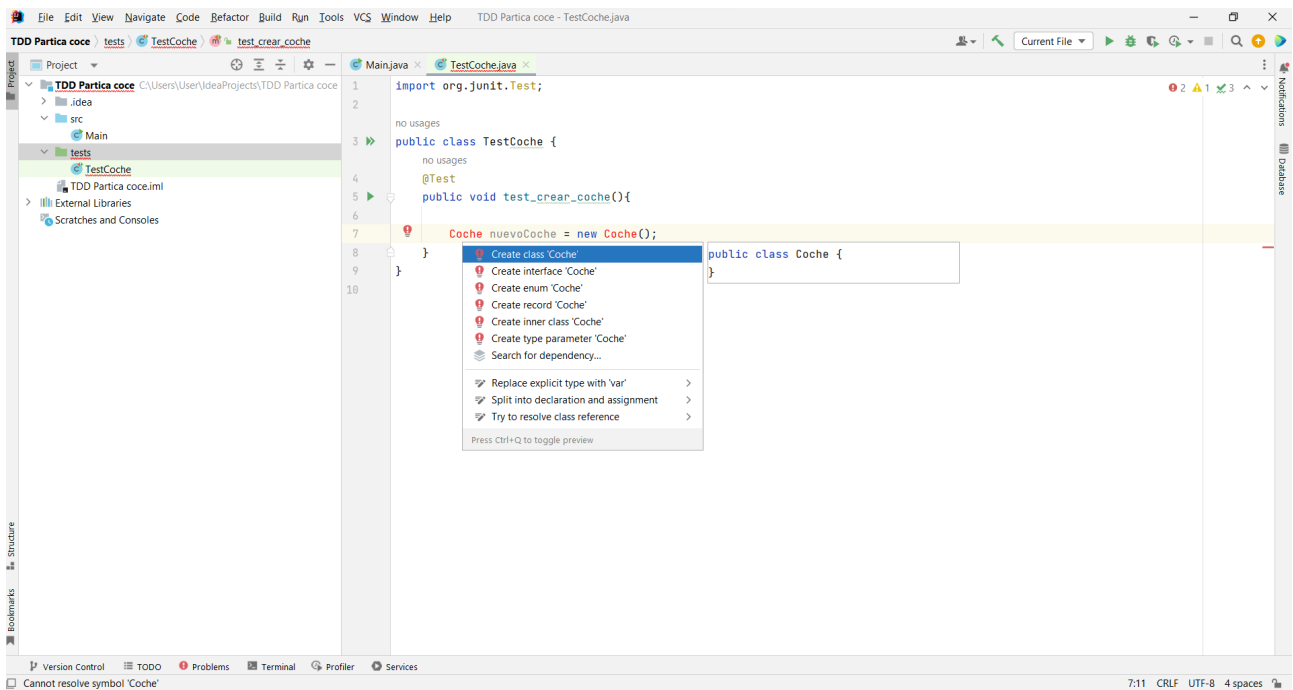 File Edit View Navigate Code Refactor Build Run Tools VCS Window Help TDD Partica coce - TestCoche.java
TDD Partica coce tests TestCoche test_crear_coche Current File
Project
Main.java TestCoche.java
TDD Partica coce C:\Users\User\IdeaProjects\TDD Partica coce
.idea
src
Main
tests
TestCoche
TDD Partica coce.iml
External Libraries
Scratches and Consoles
1 import org.junit.Test;
2 1 3
2
no usages
3 public class TestCoche {
no usages
4 @Test
5 public void test_crear_coche(){
6
7 Coche nuevoCoche = new Coche();
8 }
9 }
10
Create class 'Coche'
Create interface 'Coche'
Create enum 'Coche'
Create record 'Coche'
Create inner class 'Coche'
Create type parameter 'Coche'
Search for dependency...
Replace explicit type with 'var'
Split into declaration and assignment
Try to resolve class reference
Press Ctrl+Q to toggle preview
public class Coche {
}
Project
Structure
Bookmarks
Notifications
Database
Version Control TODO Problems Terminal Profiler Services
Cannot resolve symbol 'Coche' 7:11 CRLF UTF-8 4 spaces